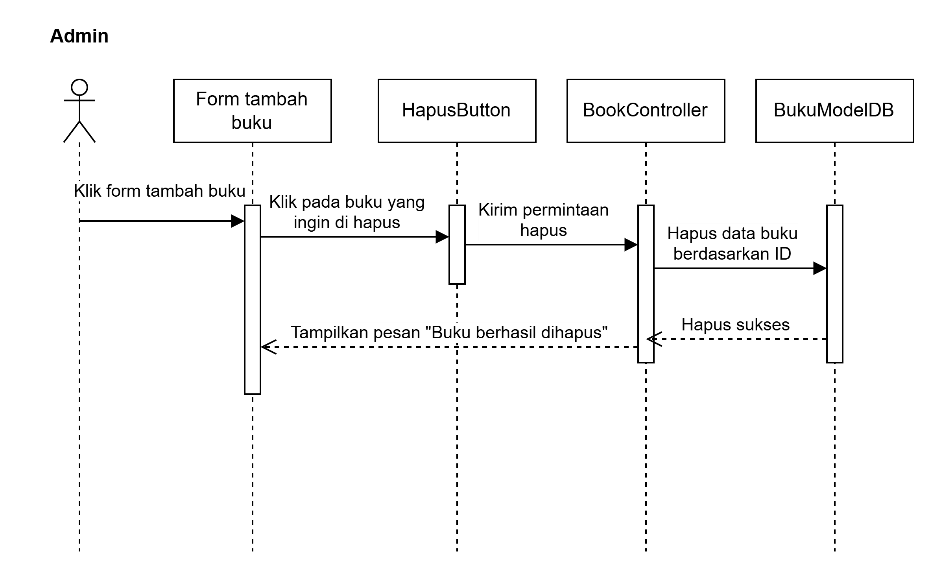 Admin
Form tambah
buku
HapusButton
BookController
BukuModelDB
Klik form tambah buku
Klik pada buku yang
ingin di hapus
Kirim permintaan
hapus
Hapus data buku
berdasarkan ID
Hapus sukses
Tampilkan pesan "Buku berhasil dihapus"